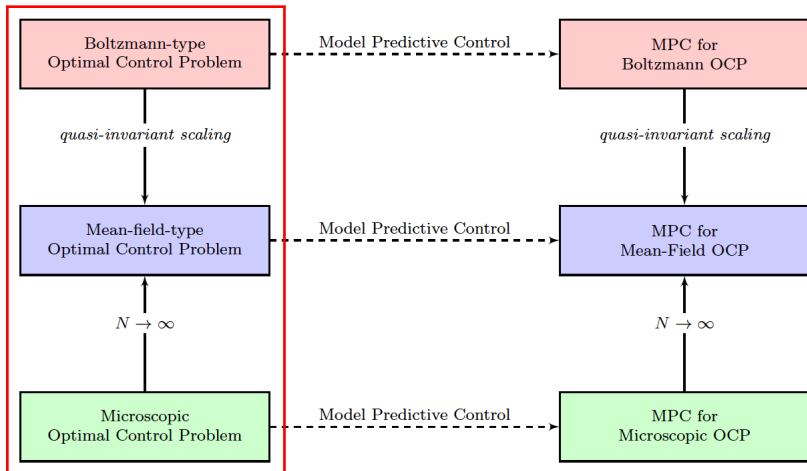 Boltzmann-type
Optimal Control Problem
Model Predictive Control
MPC for
Boltzmann OCP
quasi-invariant scaling
quasi-invariant scaling
Mean-field-type
Optimal Control Problem
Model Predictive Control
MPC for
Mean-Field OCP
N → ∞
N → ∞
Microscopic
Optimal Control Problem
Model Predictive Control
MPC for
Microscopic OCP